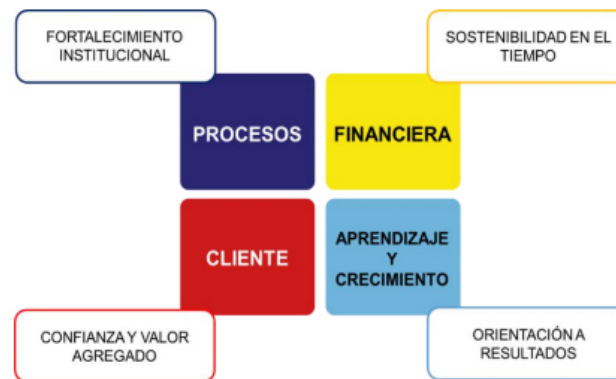 FORTALECIMIENTO
INSTITUCIONAL
SOSTENIBILIDAD EN EL
TIEMPO
PROCESOS
FINANCIERA
CLIENTE
APRENDIZAJE
Y
CRECIMIENTO
CONFIANZA Y VALOR
AGREGADO
ORIENTACIÓN A
RESULTADOS